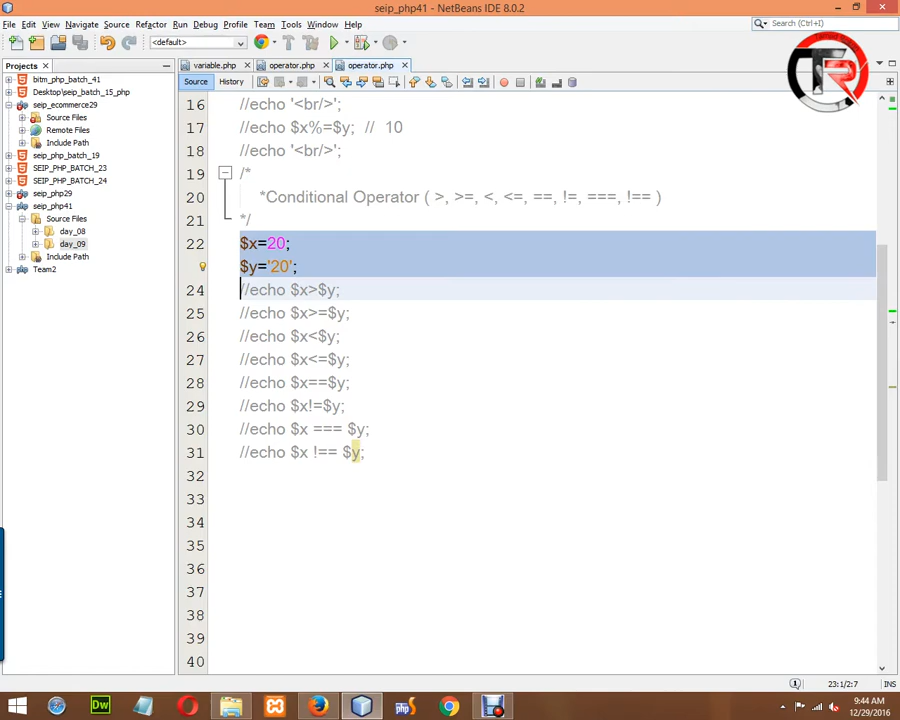 seip_php41 - NetBeans IDE 8.0.2
File Edit View Navigate Source Refactor Run Debug Profile Team Tools Window Help
Search (Ctrl+I)
<default>
Projects
variable.php
operator.php
operator.php
Source
History
bitm_php_batch_41
Desktop\seip_batch_15_php
seip_ecommerce29
Source Files
Remote Files
Include Path
seip_php_batch_19
SEIP_PHP_BATCH_23
SEIP_PHP_BATCH_24
seip_php29
seip_php41
Source Files
day_08
day_09
Include Path
Team2
16 //echo '<br/>';
17 //echo $x%=$y; // 10
18 //echo '<br/>';
19 /*
20 *Conditional Operator ( >, >=, <, <=, ==, !=, ===, !== )
21 */
22 $x=20;
$y='20';
24 //echo $x>$y;
25 //echo $x>=$y;
26 //echo $x<$y;
27 //echo $x<=$y;
28 //echo $x==$y;
29 //echo $x!=$y;
30 //echo $x === $y;
31 //echo $x !== $y;
32
33
34
35
36
37
38
39
40
23:1/2:7
INS
Dw
php
9:44 AM
12/29/2016